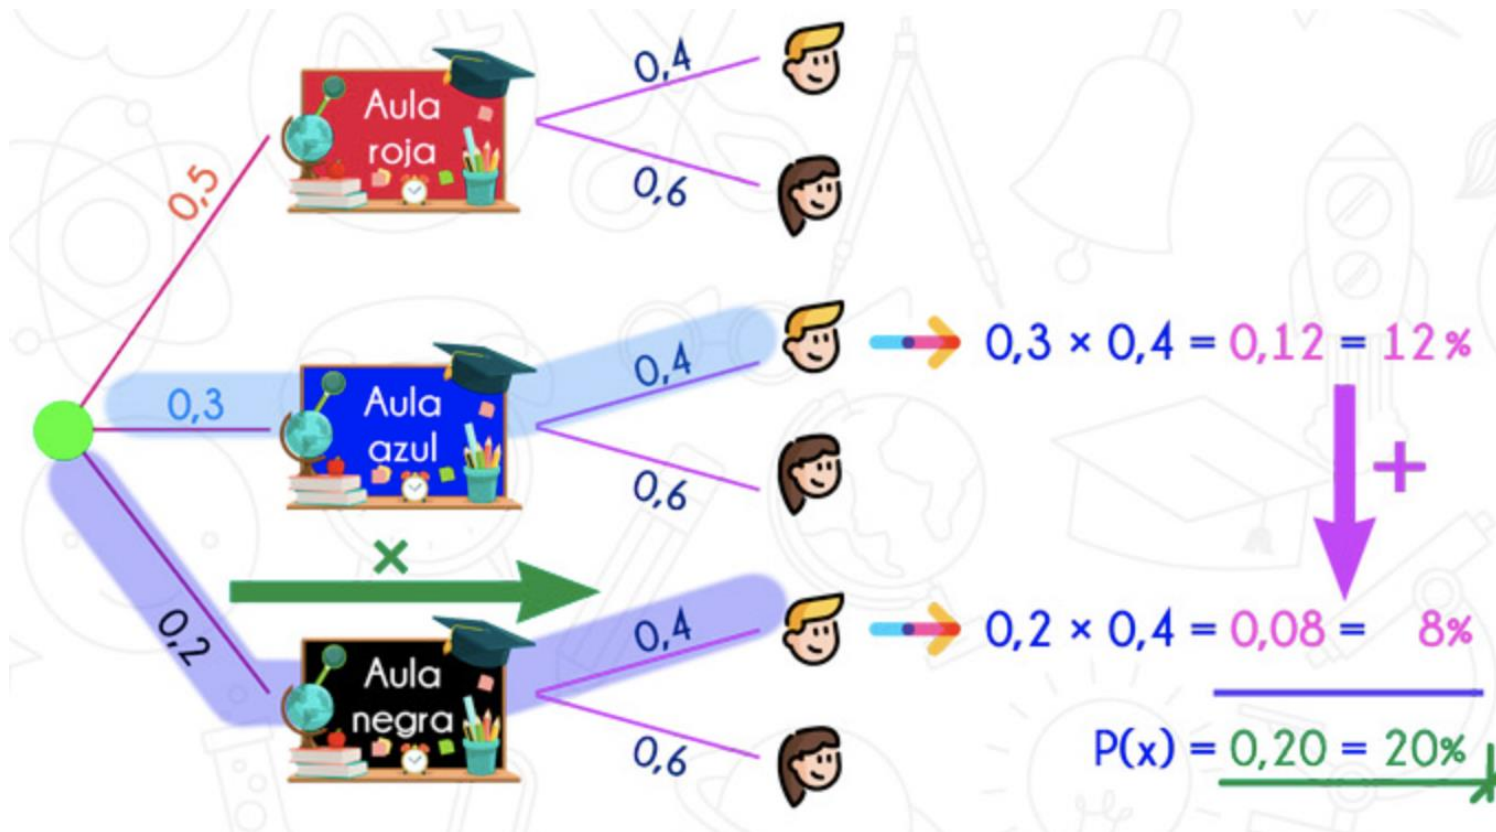 0,5
Aula
roja
0,4
0,6
0,3
Aula
azul
0,4
0,6
0,3 × 0,4 = 0,12 = 12%
+
×
0,2
Aula
negra
0,4
0,6
0,2 × 0,4 = 0,08 = 8%
P(x) = 0,20 = 20%